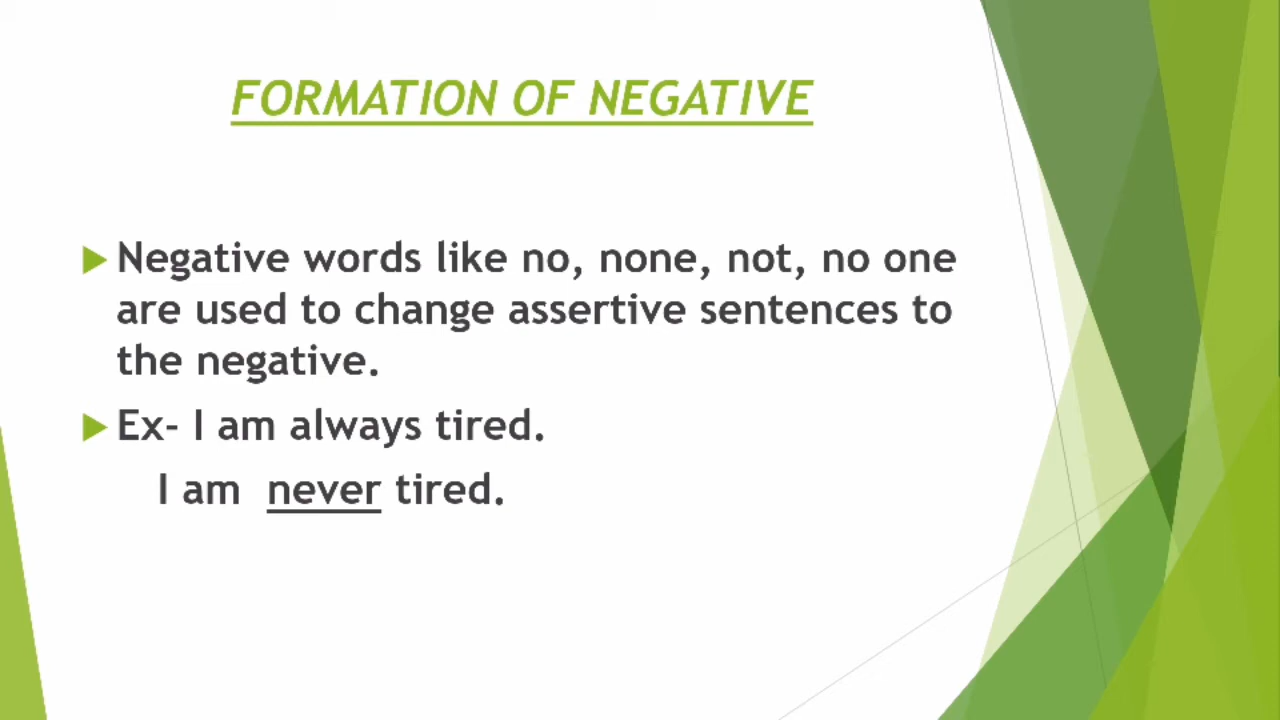 FORMATION OF NEGATIVE
Negative words like no, none, not, no one
are used to change assertive sentences to
the negative.
Ex- I am always tired.
I am never tired.